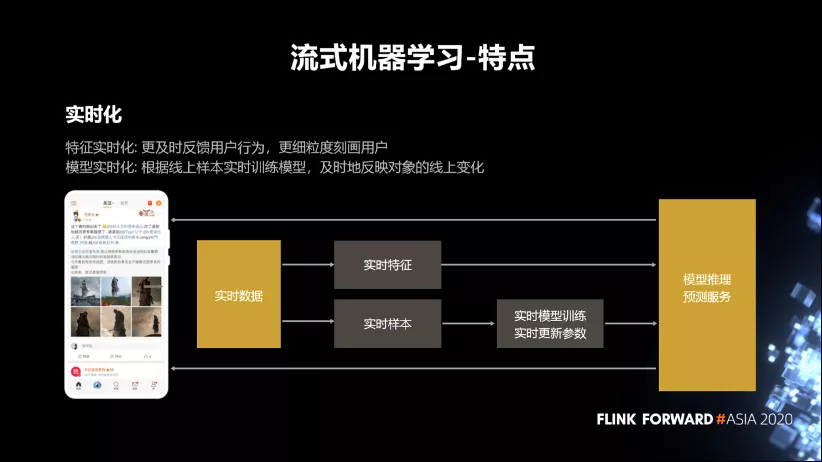 流式机器学习-特点
实时化
特征实时化: 更及时反馈用户行为，更细粒度刻画用户
模型实时化: 根据线上样本实时训练模型，及时地反映对象的线上变化
实时数据
实时特征
实时样本
实时模型训练
实时更新参数
模型推理
预测服务
FLINK FORWARD #ASIA 2020